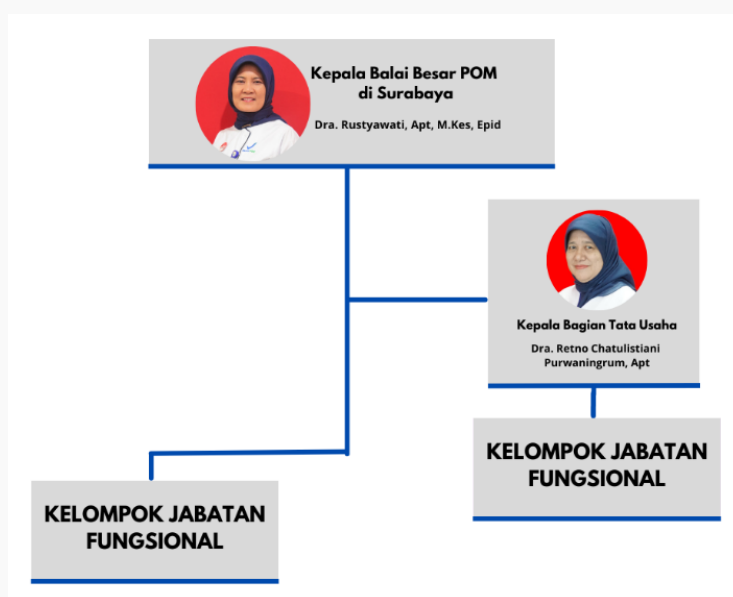 Kepala Balai Besar POM
di Surabaya
Dra. Rustyawati, Apt, M.Kes, Epid
Kepala Bagian Tata Usaha
Dra. Retno Chatulistiani
Purwaningrum, Apt
KELOMPOK JABATAN
FUNGSIONAL
KELOMPOK JABATAN
FUNGSIONAL